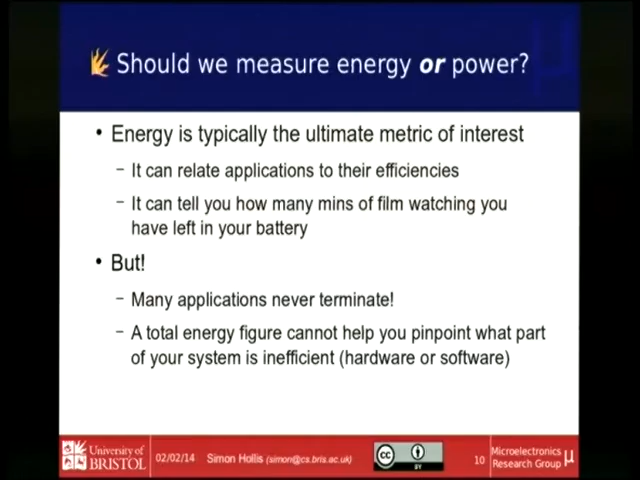 Should we measure energy or power?
• Energy is typically the ultimate metric of interest
– It can relate applications to their efficiencies
– It can tell you how many mins of film watching you
have left in your battery
• But!
– Many applications never terminate!
– A total energy figure cannot help you pinpoint what part
of your system is inefficient (hardware or software)
University of
BRISTOL
02/02/14
Simon Hollis (simon@cs.bris.ac.uk)
cc
BY
10
Microelectronics
Research Group
μ